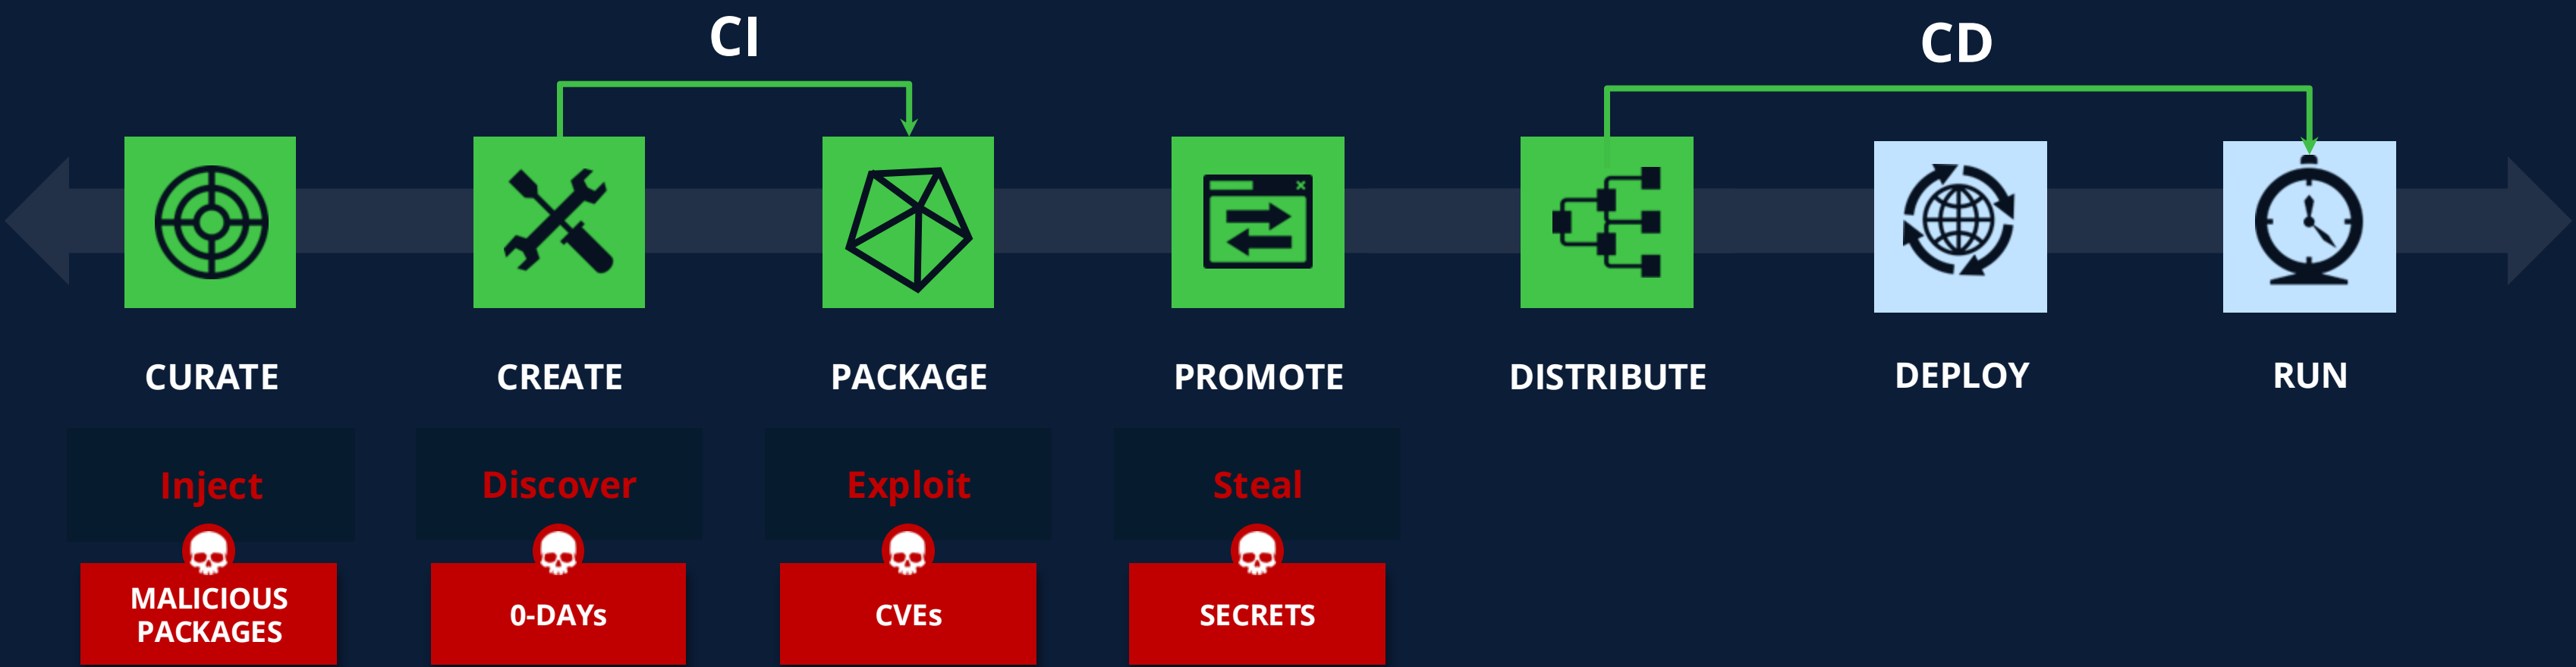 CI
CD
CURATE
CREATE
PACKAGE
PROMOTE
DISTRIBUTE
DEPLOY
RUN
Inject
Discover
Exploit
Steal
MALICIOUS
PACKAGES
0-DAYs
CVEs
SECRETS